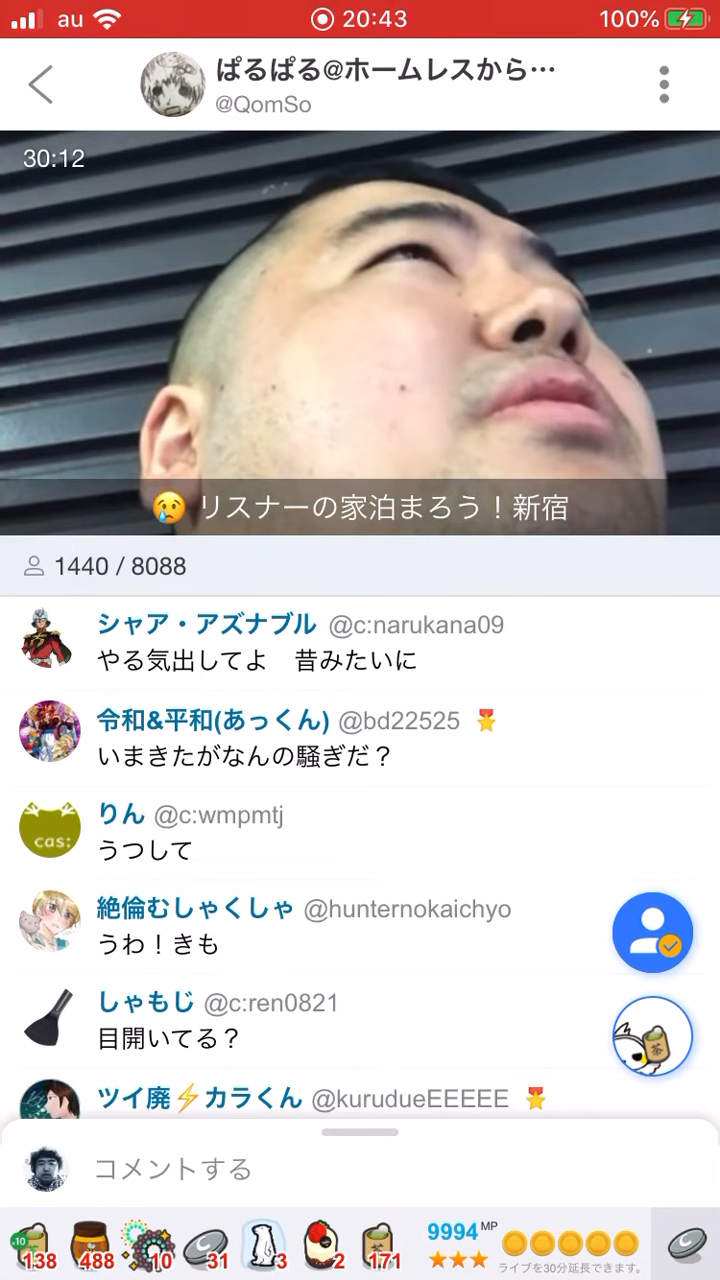 au 20:43 100%
ぱるぱる@ホームレスから…
@QomSo
30:12
😢 リスナーの家泊まろう！新宿
1440 / 8088
シャア・アズナブル @c:narukana09
やる気出してよ　昔みたいに
令和&平和(あっくん) @bd22525 🎖
いまきたがなんの騒ぎだ？
りん @c:wmpmtj
cas:
うつして
絶倫むしゃくしゃ @hunternokaichyo
うわ！きも
しゃもじ @c:ren0821
目開いてる？
茶
ツイ廃⚡カラくん @kurudueEEEEE 🎖
コメントする
×10 138 488 10 31 3 2 171
9994 MP
★★★
ライブを30分延長できます。